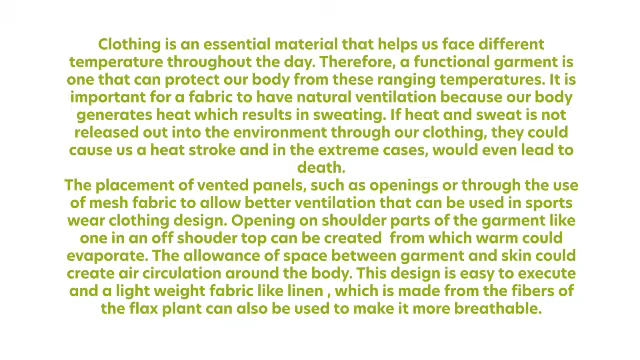 Clothing is an essential material that helps us face different
temperature throughout the day. Therefore, a functional garment is
one that can protect our body from these ranging temperatures. It is
important for a fabric to have natural ventilation because our body
generates heat which results in sweating. If heat and sweat is not
released out into the environment through our clothing, they could
cause us a heat stroke and in the extreme cases, would even lead to
death.
The placement of vented panels, such as openings or through the use
of mesh fabric to allow better ventilation that can be used in sports
wear clothing design. Opening on shoulder parts of the garment like
one in an off shouder top can be created  from which warm could
evaporate. The allowance of space between garment and skin could
create air circulation around the body. This design is easy to execute
and a light weight fabric like linen , which is made from the fibers of
the flax plant can also be used to make it more breathable.